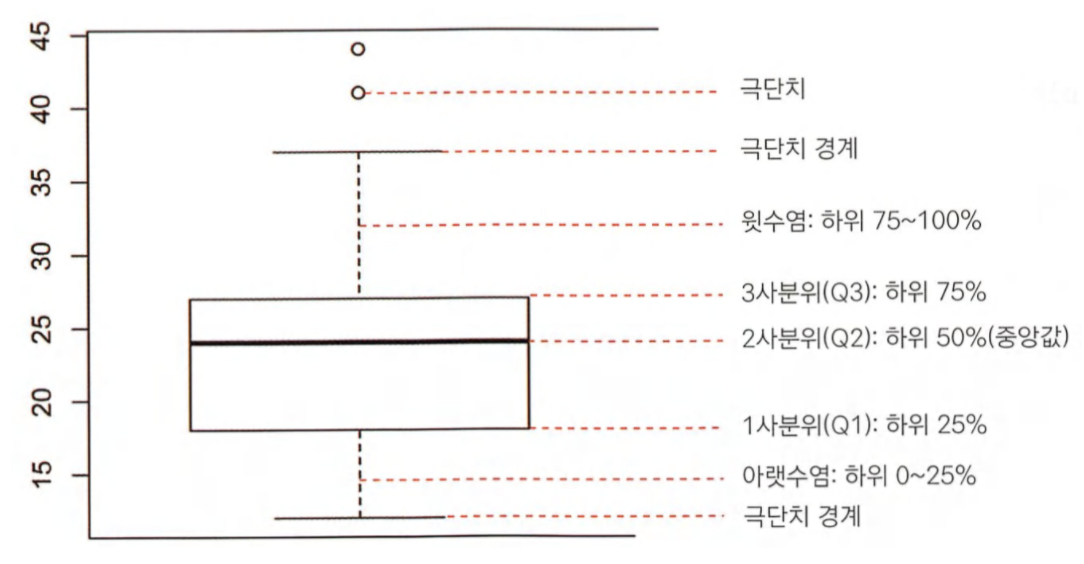 45
40
35
30
25
20
15
극단치
극단치 경계
윗수염: 하위 75~100%
3사분위(Q3): 하위 75%
2사분위(Q2): 하위 50%(중앙값)
1사분위(Q1): 하위 25%
아랫수염: 하위 0~25%
극단치 경계